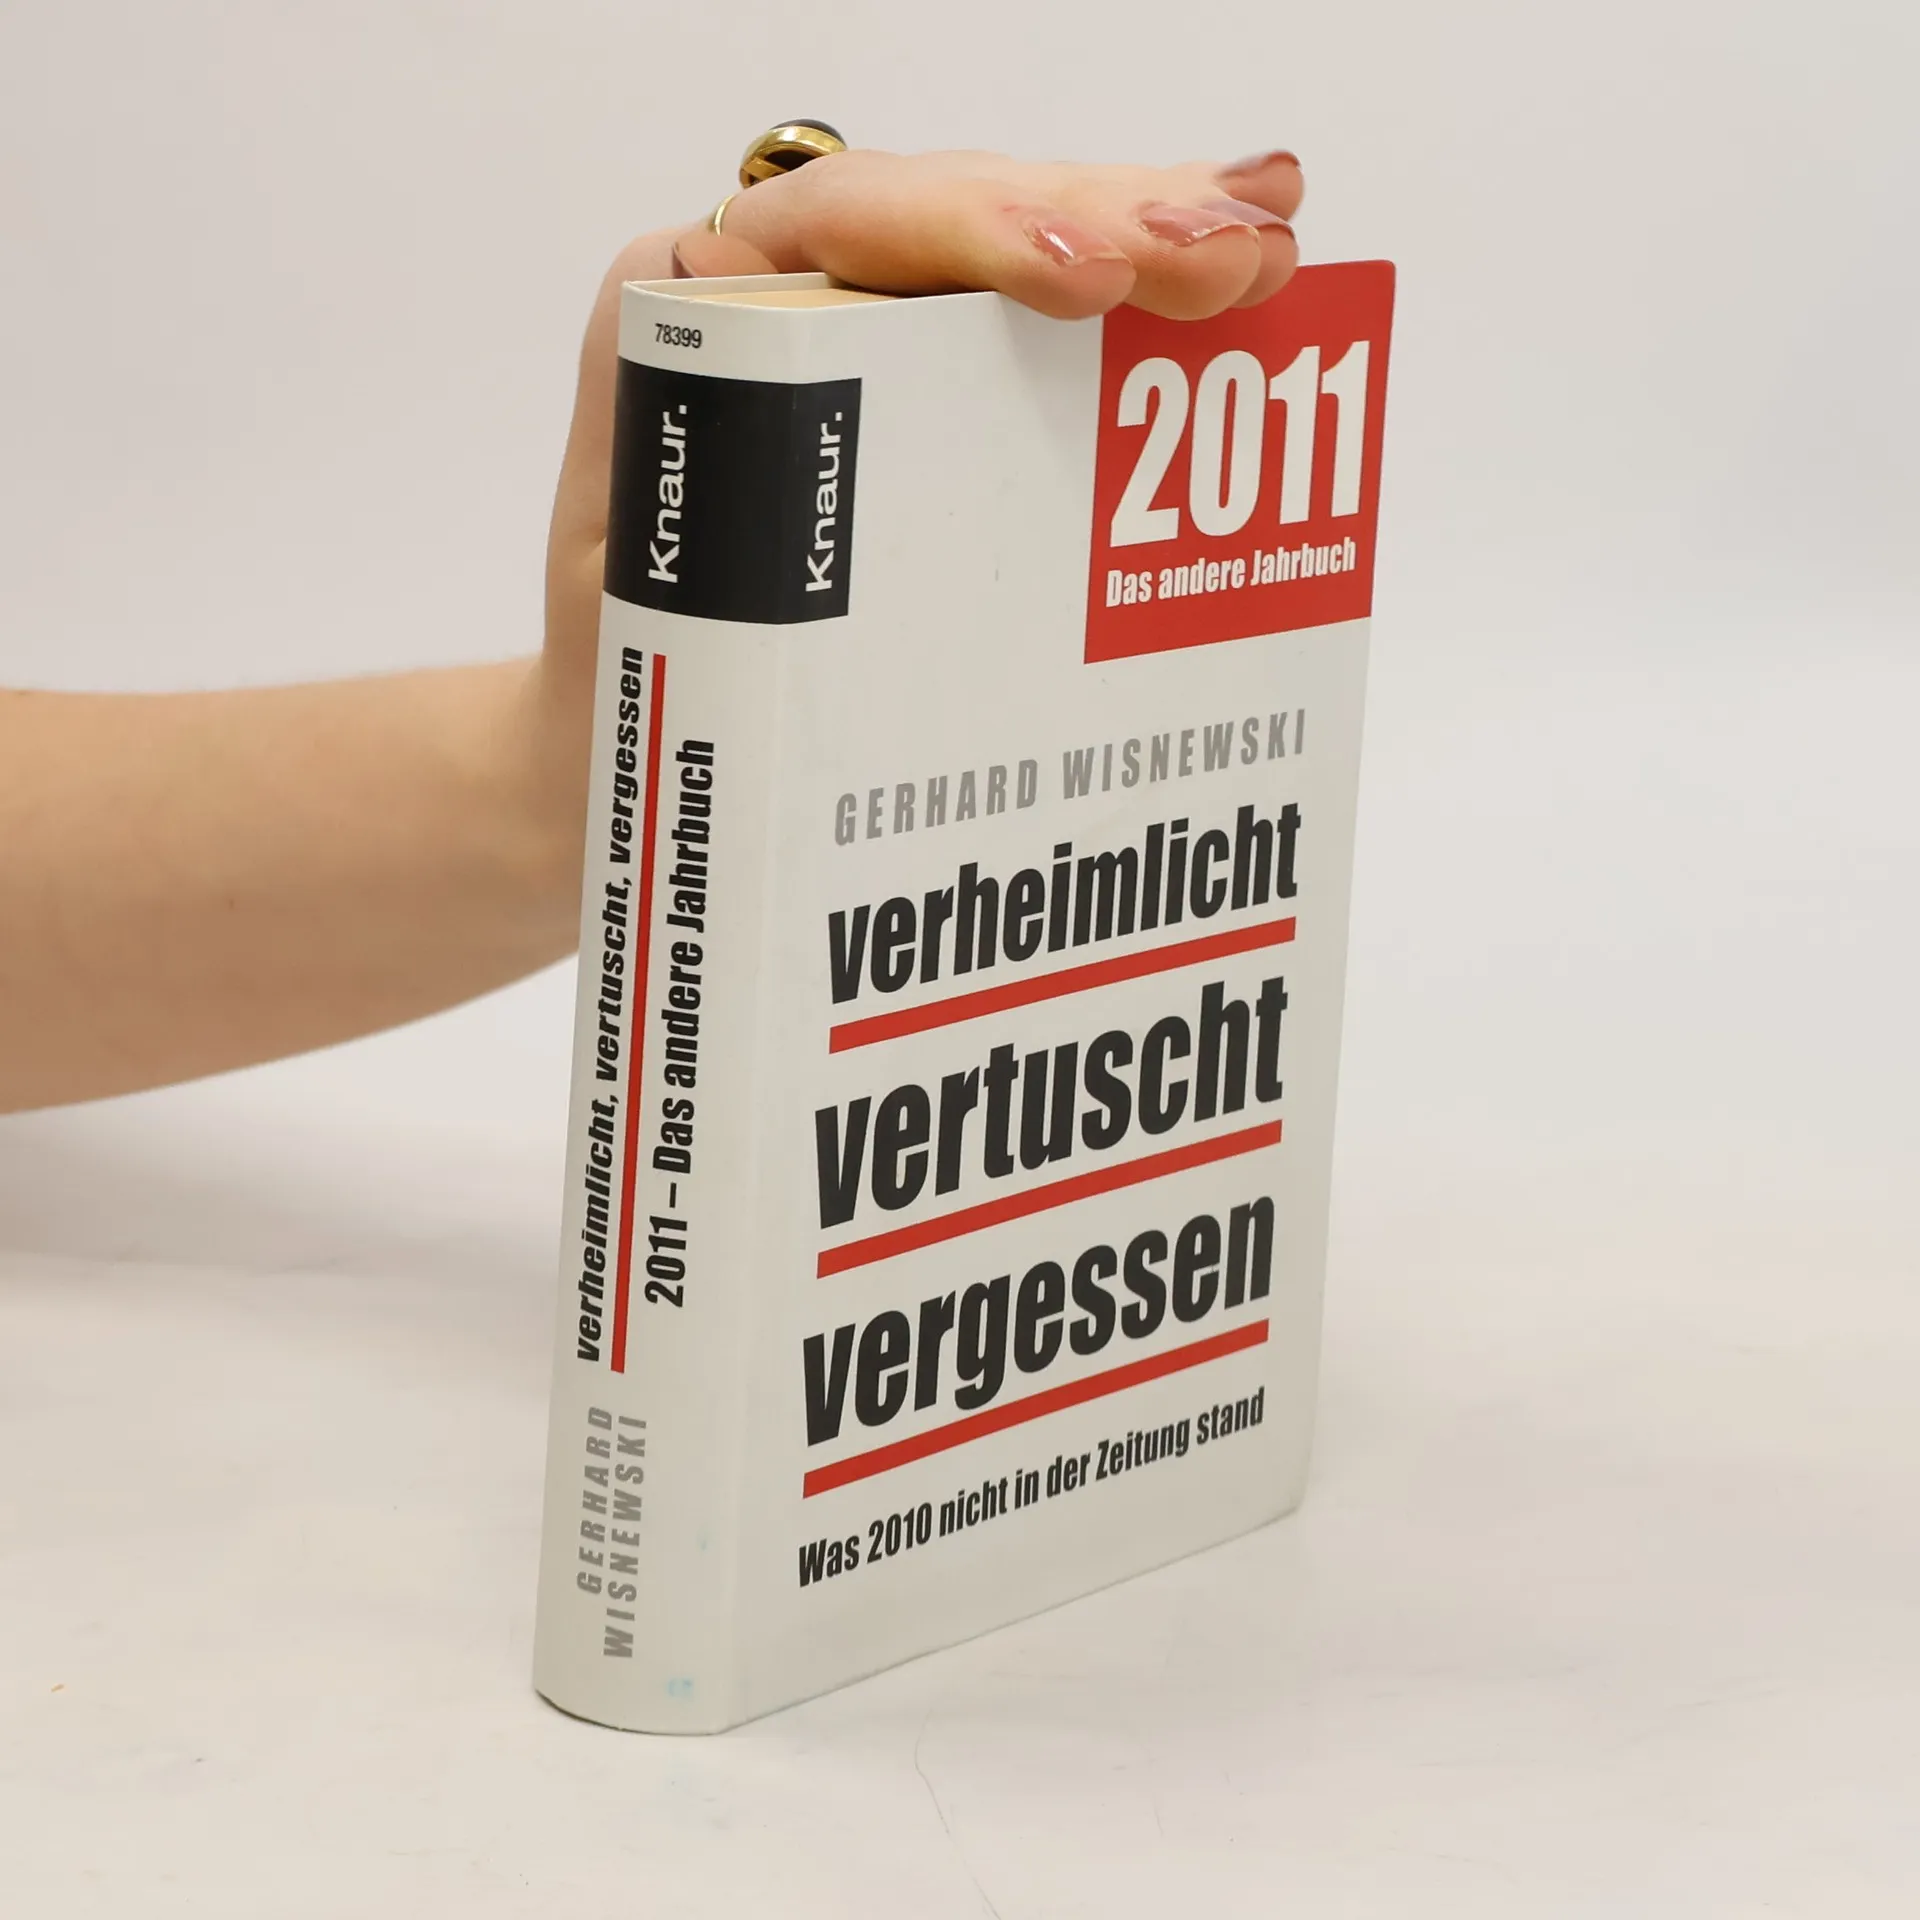 78399
Knaur.
verheimlicht, vertuscht, vergessen
2011 – Das andere Jahrbuch
GERHARD
WISNEWSKI
Knaur.
2011
Das andere Jahrbuch
GERHARD WISNEWSKI
verheimlicht
vertuscht
vergessen
Was 2010 nicht in der Zeitung stand